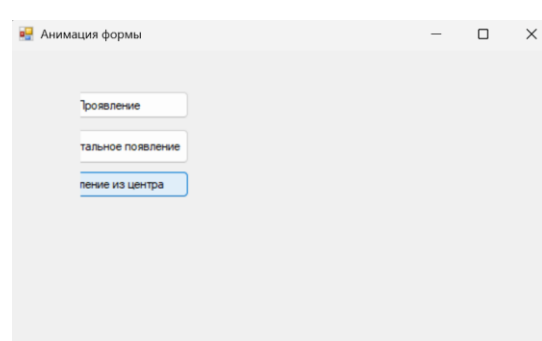 Анимация формы
Проявление
тальное появление
ление из центра